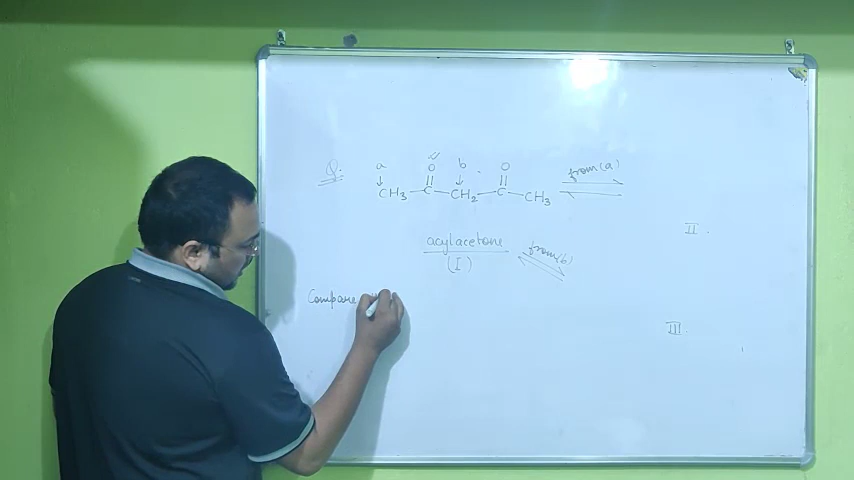 Q. a b
O O
CH3 — C — CH2 — C — CH3 from (a)
II.
acylacetone from (b)
(I)
Compare
III.